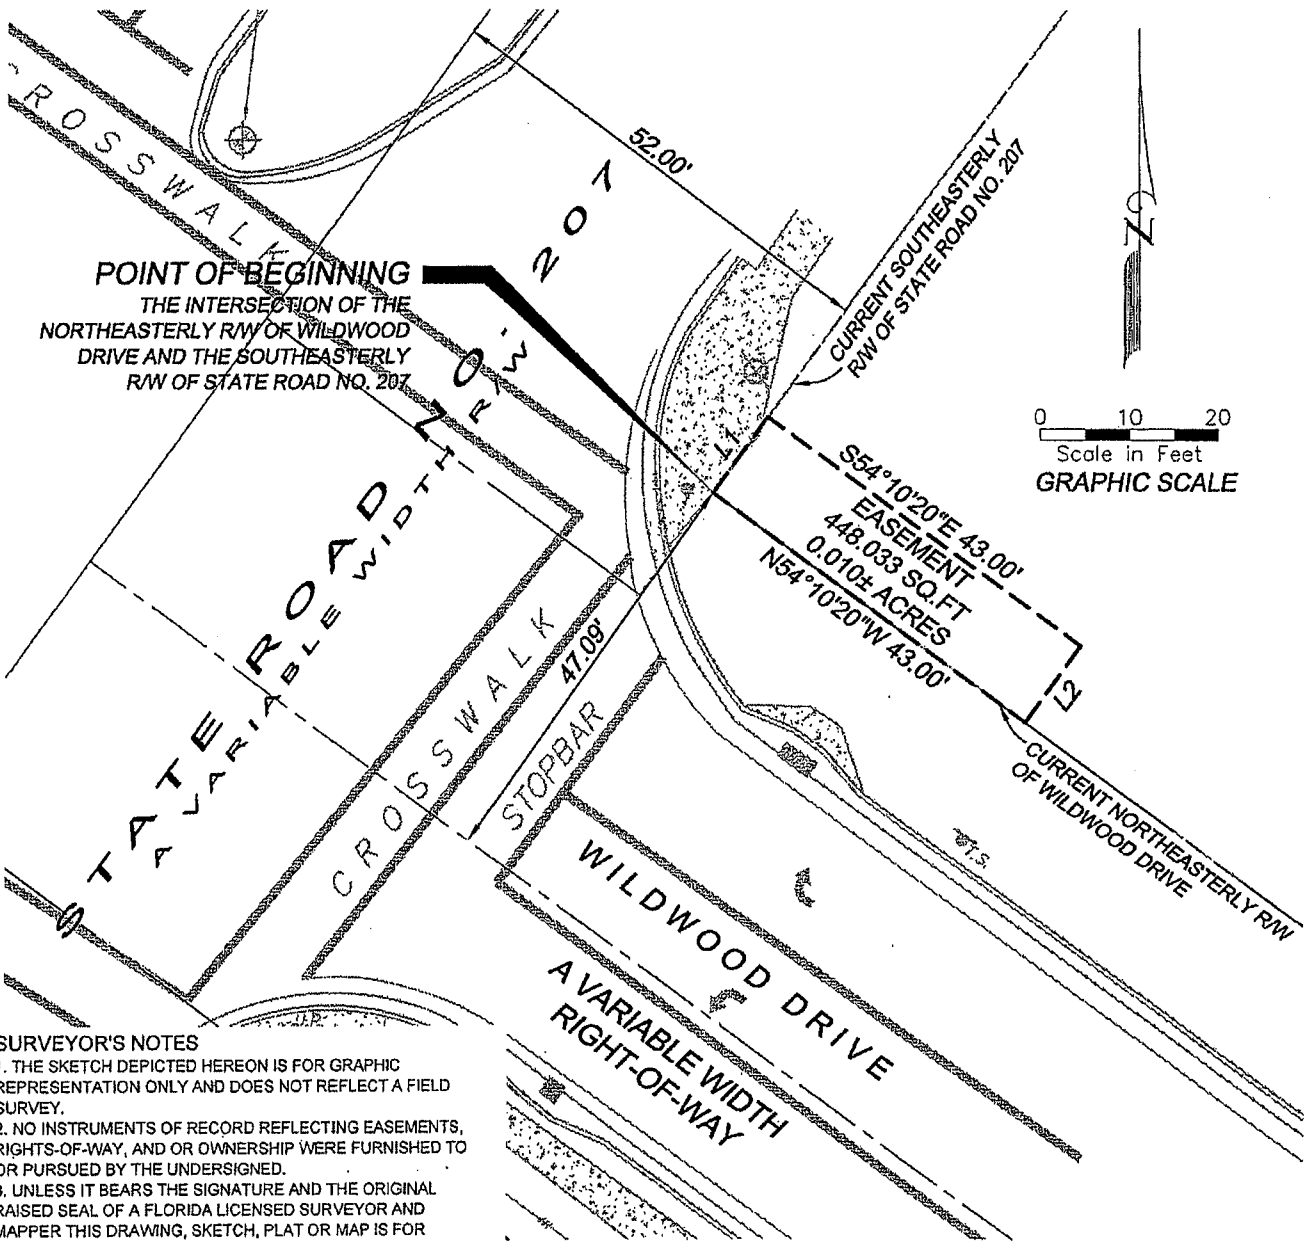 CROSSWALK
52.00'
207
CURRENT SOUTHEASTERLY
R/W OF STATE ROAD NO. 207
N
POINT OF BEGINNING
THE INTERSECTION OF THE
NORTHEASTERLY R/W OF WILDWOOD
DRIVE AND THE SOUTHEASTERLY
R/W OF STATE ROAD NO. 207
0 10 20
Scale in Feet
GRAPHIC SCALE
STATE ROAD NO. 207
A VARIABLE WIDTH R/W
L1
S54°10'20"E 43.00'
EASEMENT
448.033 SQ.FT
0.010± ACRES
N54°10'20"W 43.00'
L2
CROSSWALK
47.09'
STOPBAR
CURRENT NORTHEASTERLY R/W
OF WILDWOOD DRIVE
T.S.
WILDWOOD DRIVE
A VARIABLE WIDTH
RIGHT-OF-WAY
SURVEYOR'S NOTES
1. THE SKETCH DEPICTED HEREON IS FOR GRAPHIC
REPRESENTATION ONLY AND DOES NOT REFLECT A FIELD
SURVEY.
2. NO INSTRUMENTS OF RECORD REFLECTING EASEMENTS,
RIGHTS-OF-WAY, AND OR OWNERSHIP WERE FURNISHED TO
OR PURSUED BY THE UNDERSIGNED.
3. UNLESS IT BEARS THE SIGNATURE AND THE ORIGINAL
RAISED SEAL OF A FLORIDA LICENSED SURVEYOR AND
MAPPER THIS DRAWING, SKETCH, PLAT OR MAP IS FOR